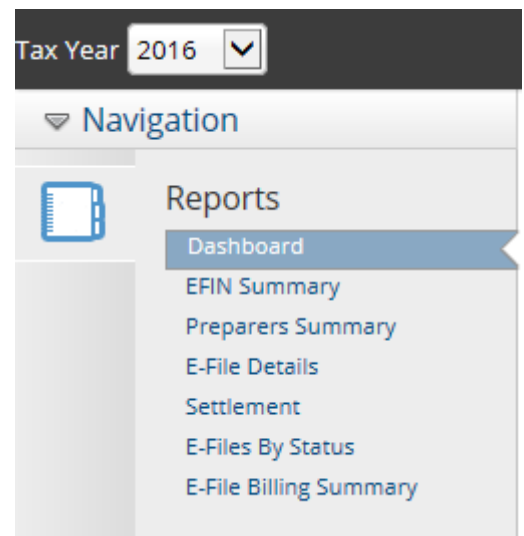 Tax Year 2016
Navigation
Reports
Dashboard
EFIN Summary
Preparers Summary
E-File Details
Settlement
E-Files By Status
E-File Billing Summary